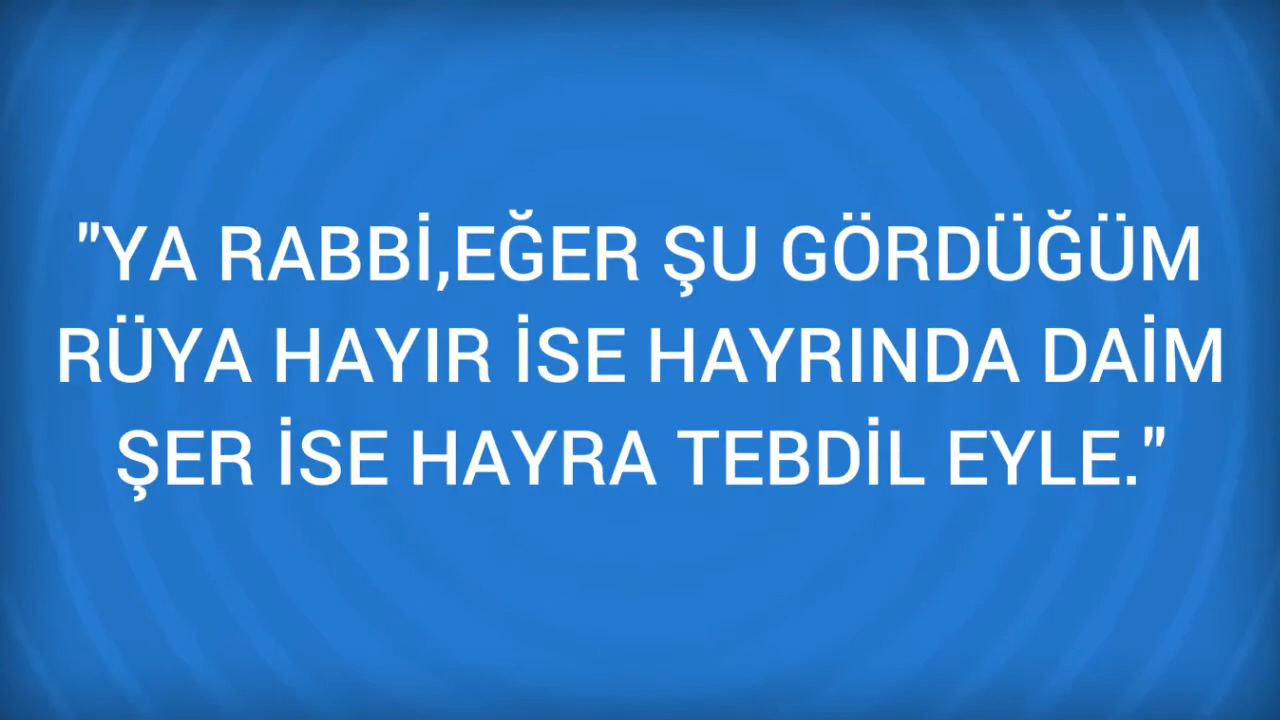 "YA RABBİ,EĞER ŞU GÖRDÜĞÜM
RÜYA HAYIR İSE HAYRINDA DAİM
ŞER İSE HAYRA TEBDİL EYLE."